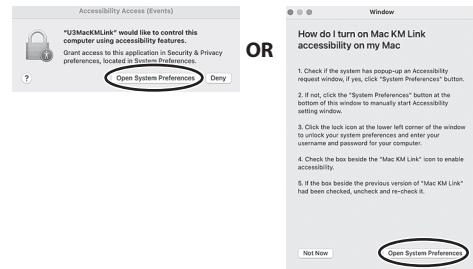 Accessibility Access (Events)
"U3MacKMLink" would like to control this
computer using accessibility features.
Grant access to this application in Security & Privacy
preferences, located in System Preferences.
?
Open System Preferences
Deny
OR
Window
How do I turn on Mac KM Link
accessibility on my Mac
1. Check if the system has popup-up an Accessibility
request window, if yes, click "System Preferences" button.
2. If not, click the "System Preferences" button at the
bottom of this window to manually start Accessibility
setting window.
3. Click the lock icon at the lower left corner of the window
to unlock your system preferences and enter your
username and password for your computer.
4. Check the box beside the "Mac KM Link" icon to enable
accessibility.
5. If the box beside the previous version of "Mac KM Link"
had been checked, uncheck and re-check it.
Not Now
Open System Preferences